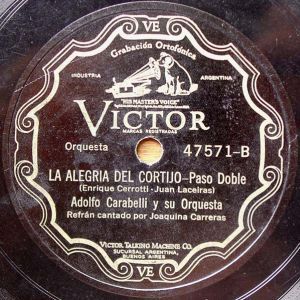 VE
Grabación Ortofónica
INDUSTRIA
ARGENTINA
"HIS MASTER'S VOICE"
VICTOR
MARCAS REGISTRADAS
Orquesta
47571-B
LA ALEGRIA DEL CORTIJO-Paso Doble
(Enrique Cerrotti-Juan Laceiras)
Adolfo Carabelli y su Orquesta
Refrán cantado por Joaquina Carreras
VICTOR TALKING MACHINE CO.
SUCURSAL ARGENTINA,
BUENOS AIRES
VE